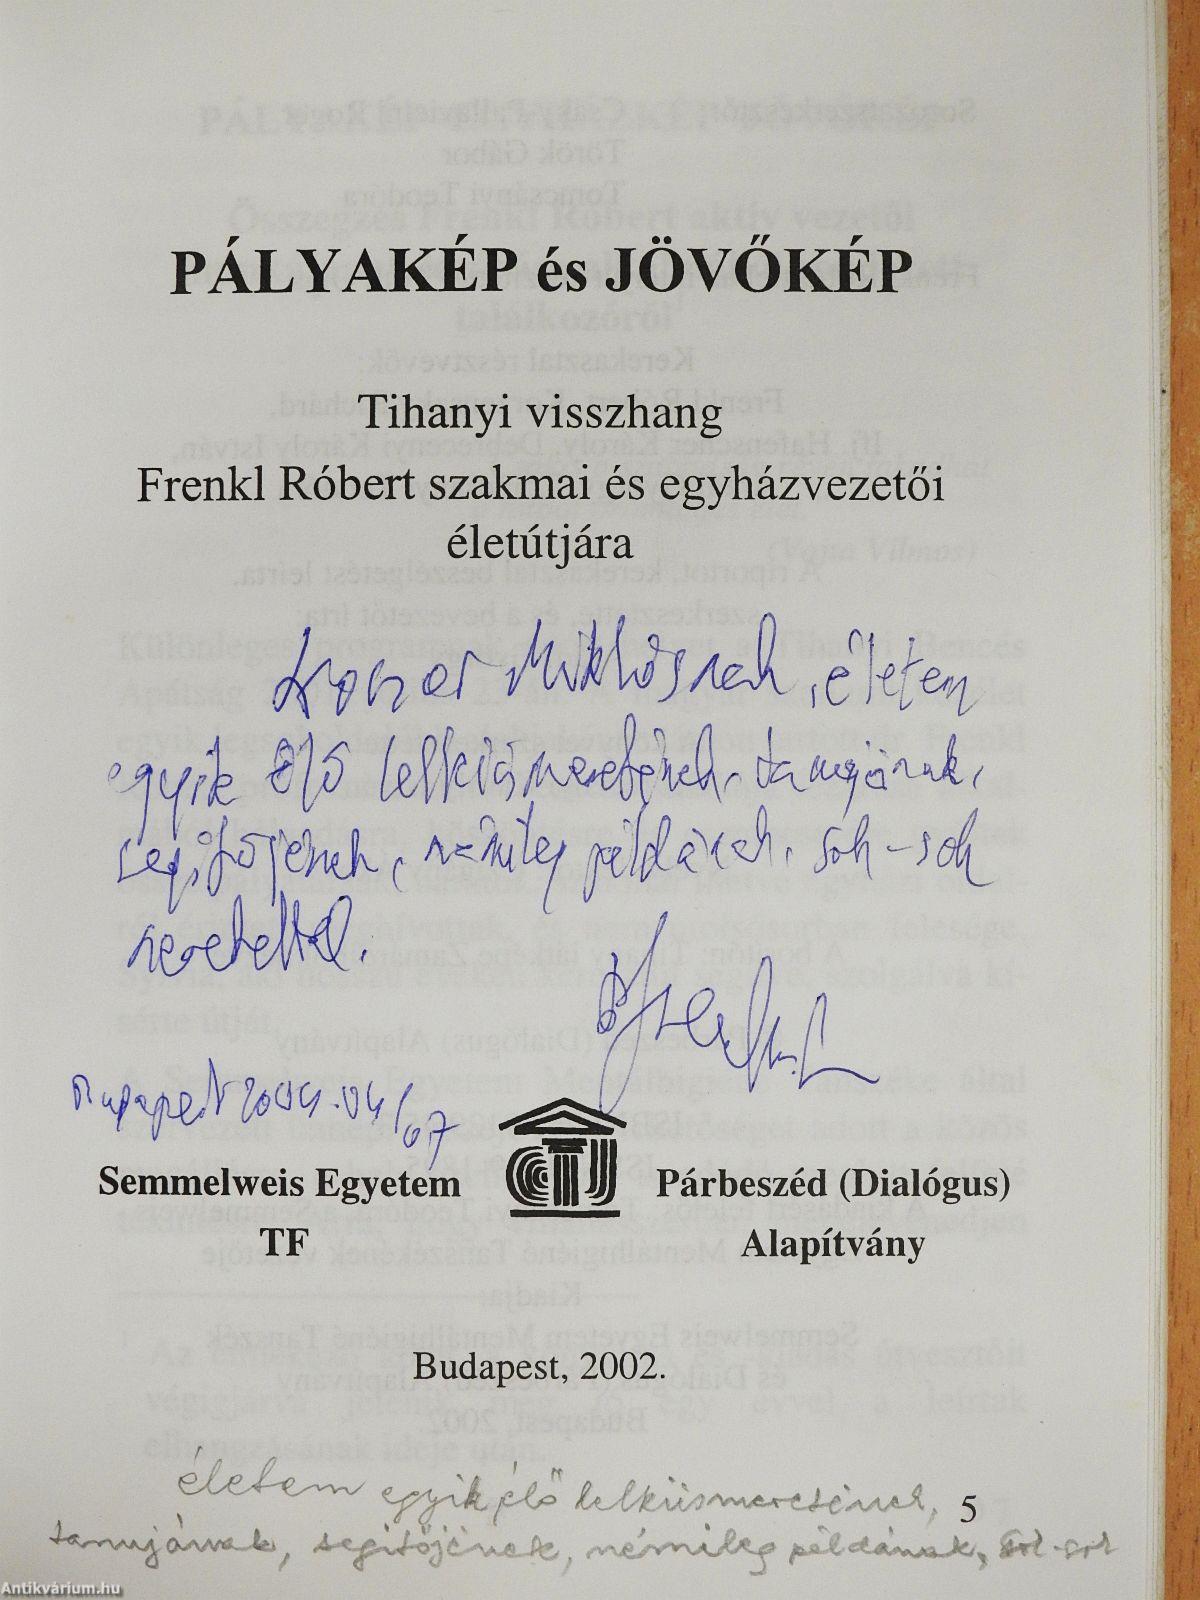 PÁLYAKÉP és JÖVŐKÉP
Tihanyi visszhang
Frenkl Róbert szakmai és egyházvezetői
életútjára
Miklósnak, életem
egyik élő lelkiismeretének, tanujának,
segítőjének, némileg példának, sok-sok
szeretettel.
Budapest 2004.04/07
Semmelweis Egyetem
TF
Párbeszéd (Dialógus)
Alapítvány
Budapest, 2002.
életem egyik élő lelkiismeretének,
5
tanujának, segitőjének, némileg példának, sok-sok
Antikvárium.hu